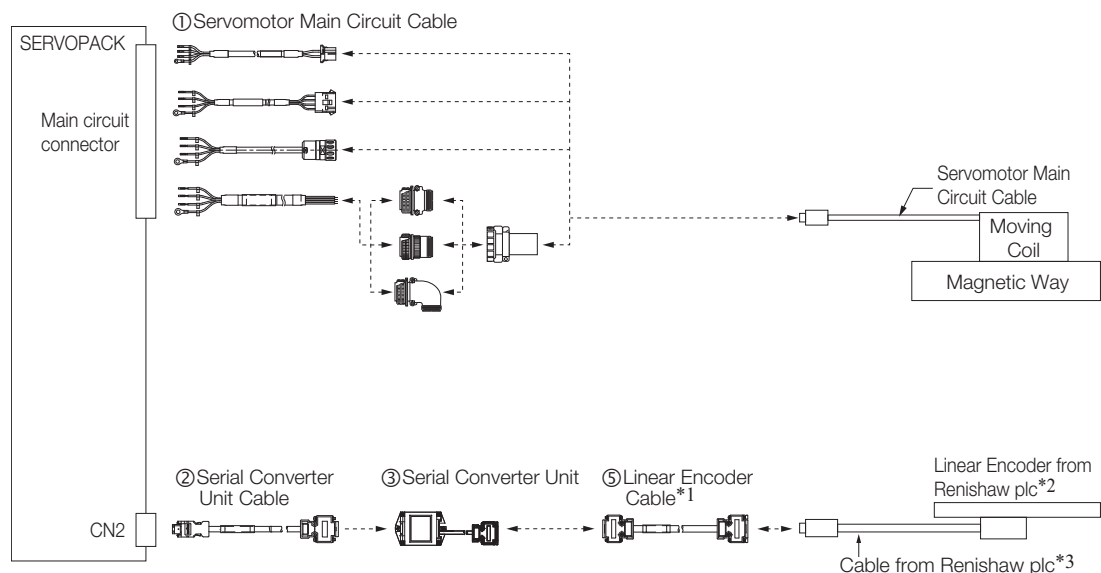 ①Servomotor Main Circuit Cable
SERVOPACK
Main circuit
connector
Servomotor Main
Circuit Cable
Moving
Coil
Magnetic Way
②Serial Converter
Unit Cable
③Serial Converter Unit
⑤Linear Encoder
Cable*1
Linear Encoder from
Renishaw plc*2
CN2
Cable from Renishaw plc*3